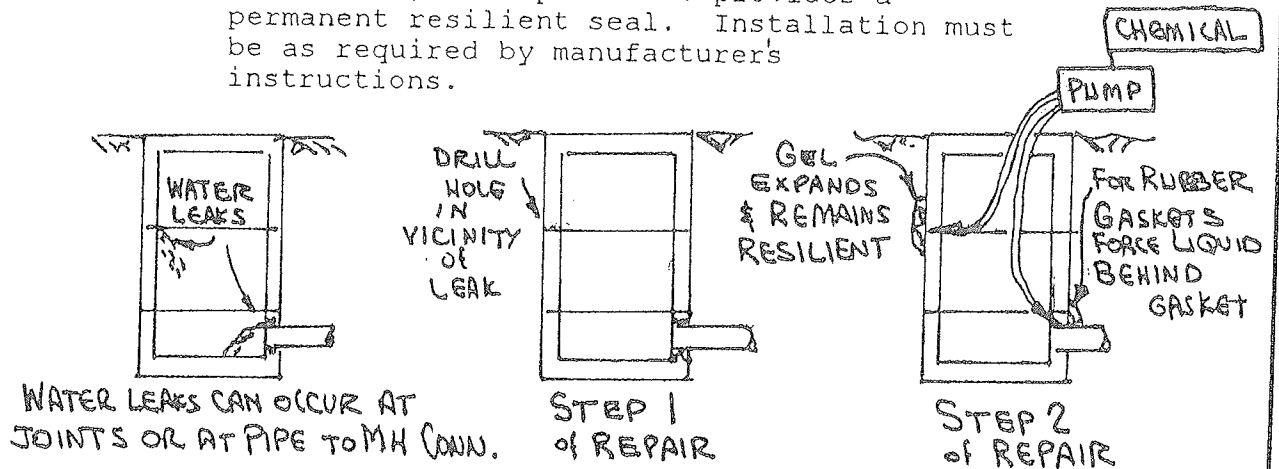 provides a
permanent resilient seal. Installation must
be as required by manufacturer's
instructions.
CHEMICAL
PUMP
WATER
LEAKS
DRILL
HOLE
IN
VICINITY
OF
LEAK
GEL
EXPANDS
& REMAINS
RESILIENT
FOR RUBBER
GASKETS
FORCE LIQUID
BEHIND
GASKET
WATER LEAKS CAN OCCUR AT
JOINTS OR AT PIPE TO MH CONN.
STEP 1
of REPAIR
STEP 2
of REPAIR